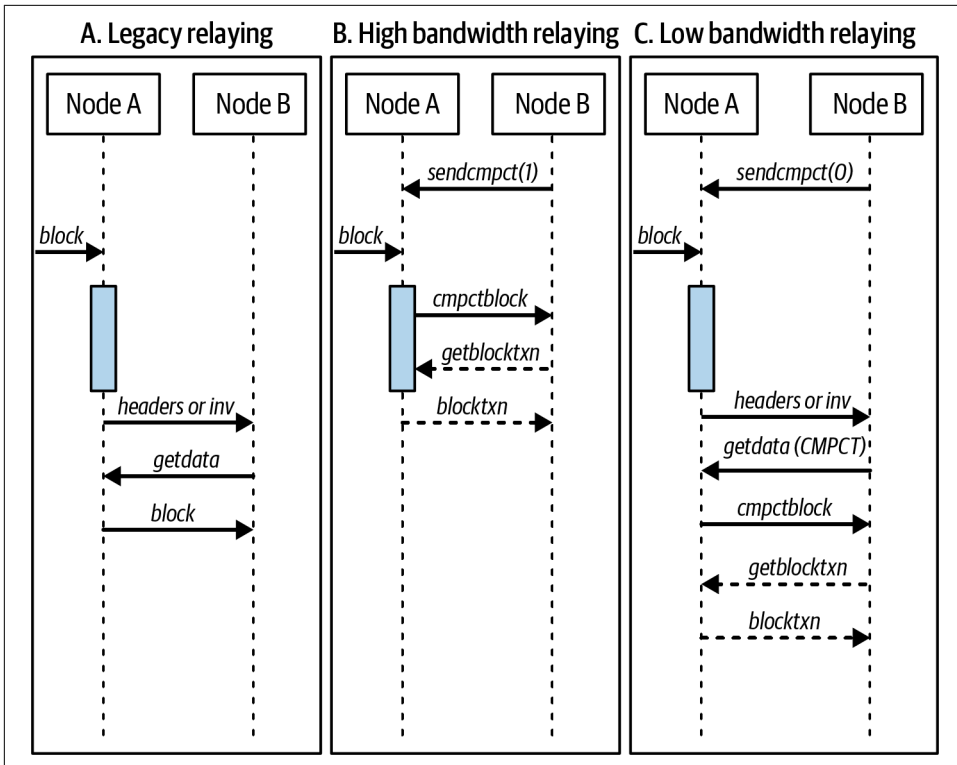 A. Legacy relaying
Node A
Node B
block
headers or inv
getdata
block
B. High bandwidth relaying
Node A
Node B
sendcmpct(1)
block
cmpctblock
getblocktxn
blocktxn
C. Low bandwidth relaying
Node A
Node B
sendcmpct(0)
block
headers or inv
getdata (CMPCT)
cmpctblock
getblocktxn
blocktxn